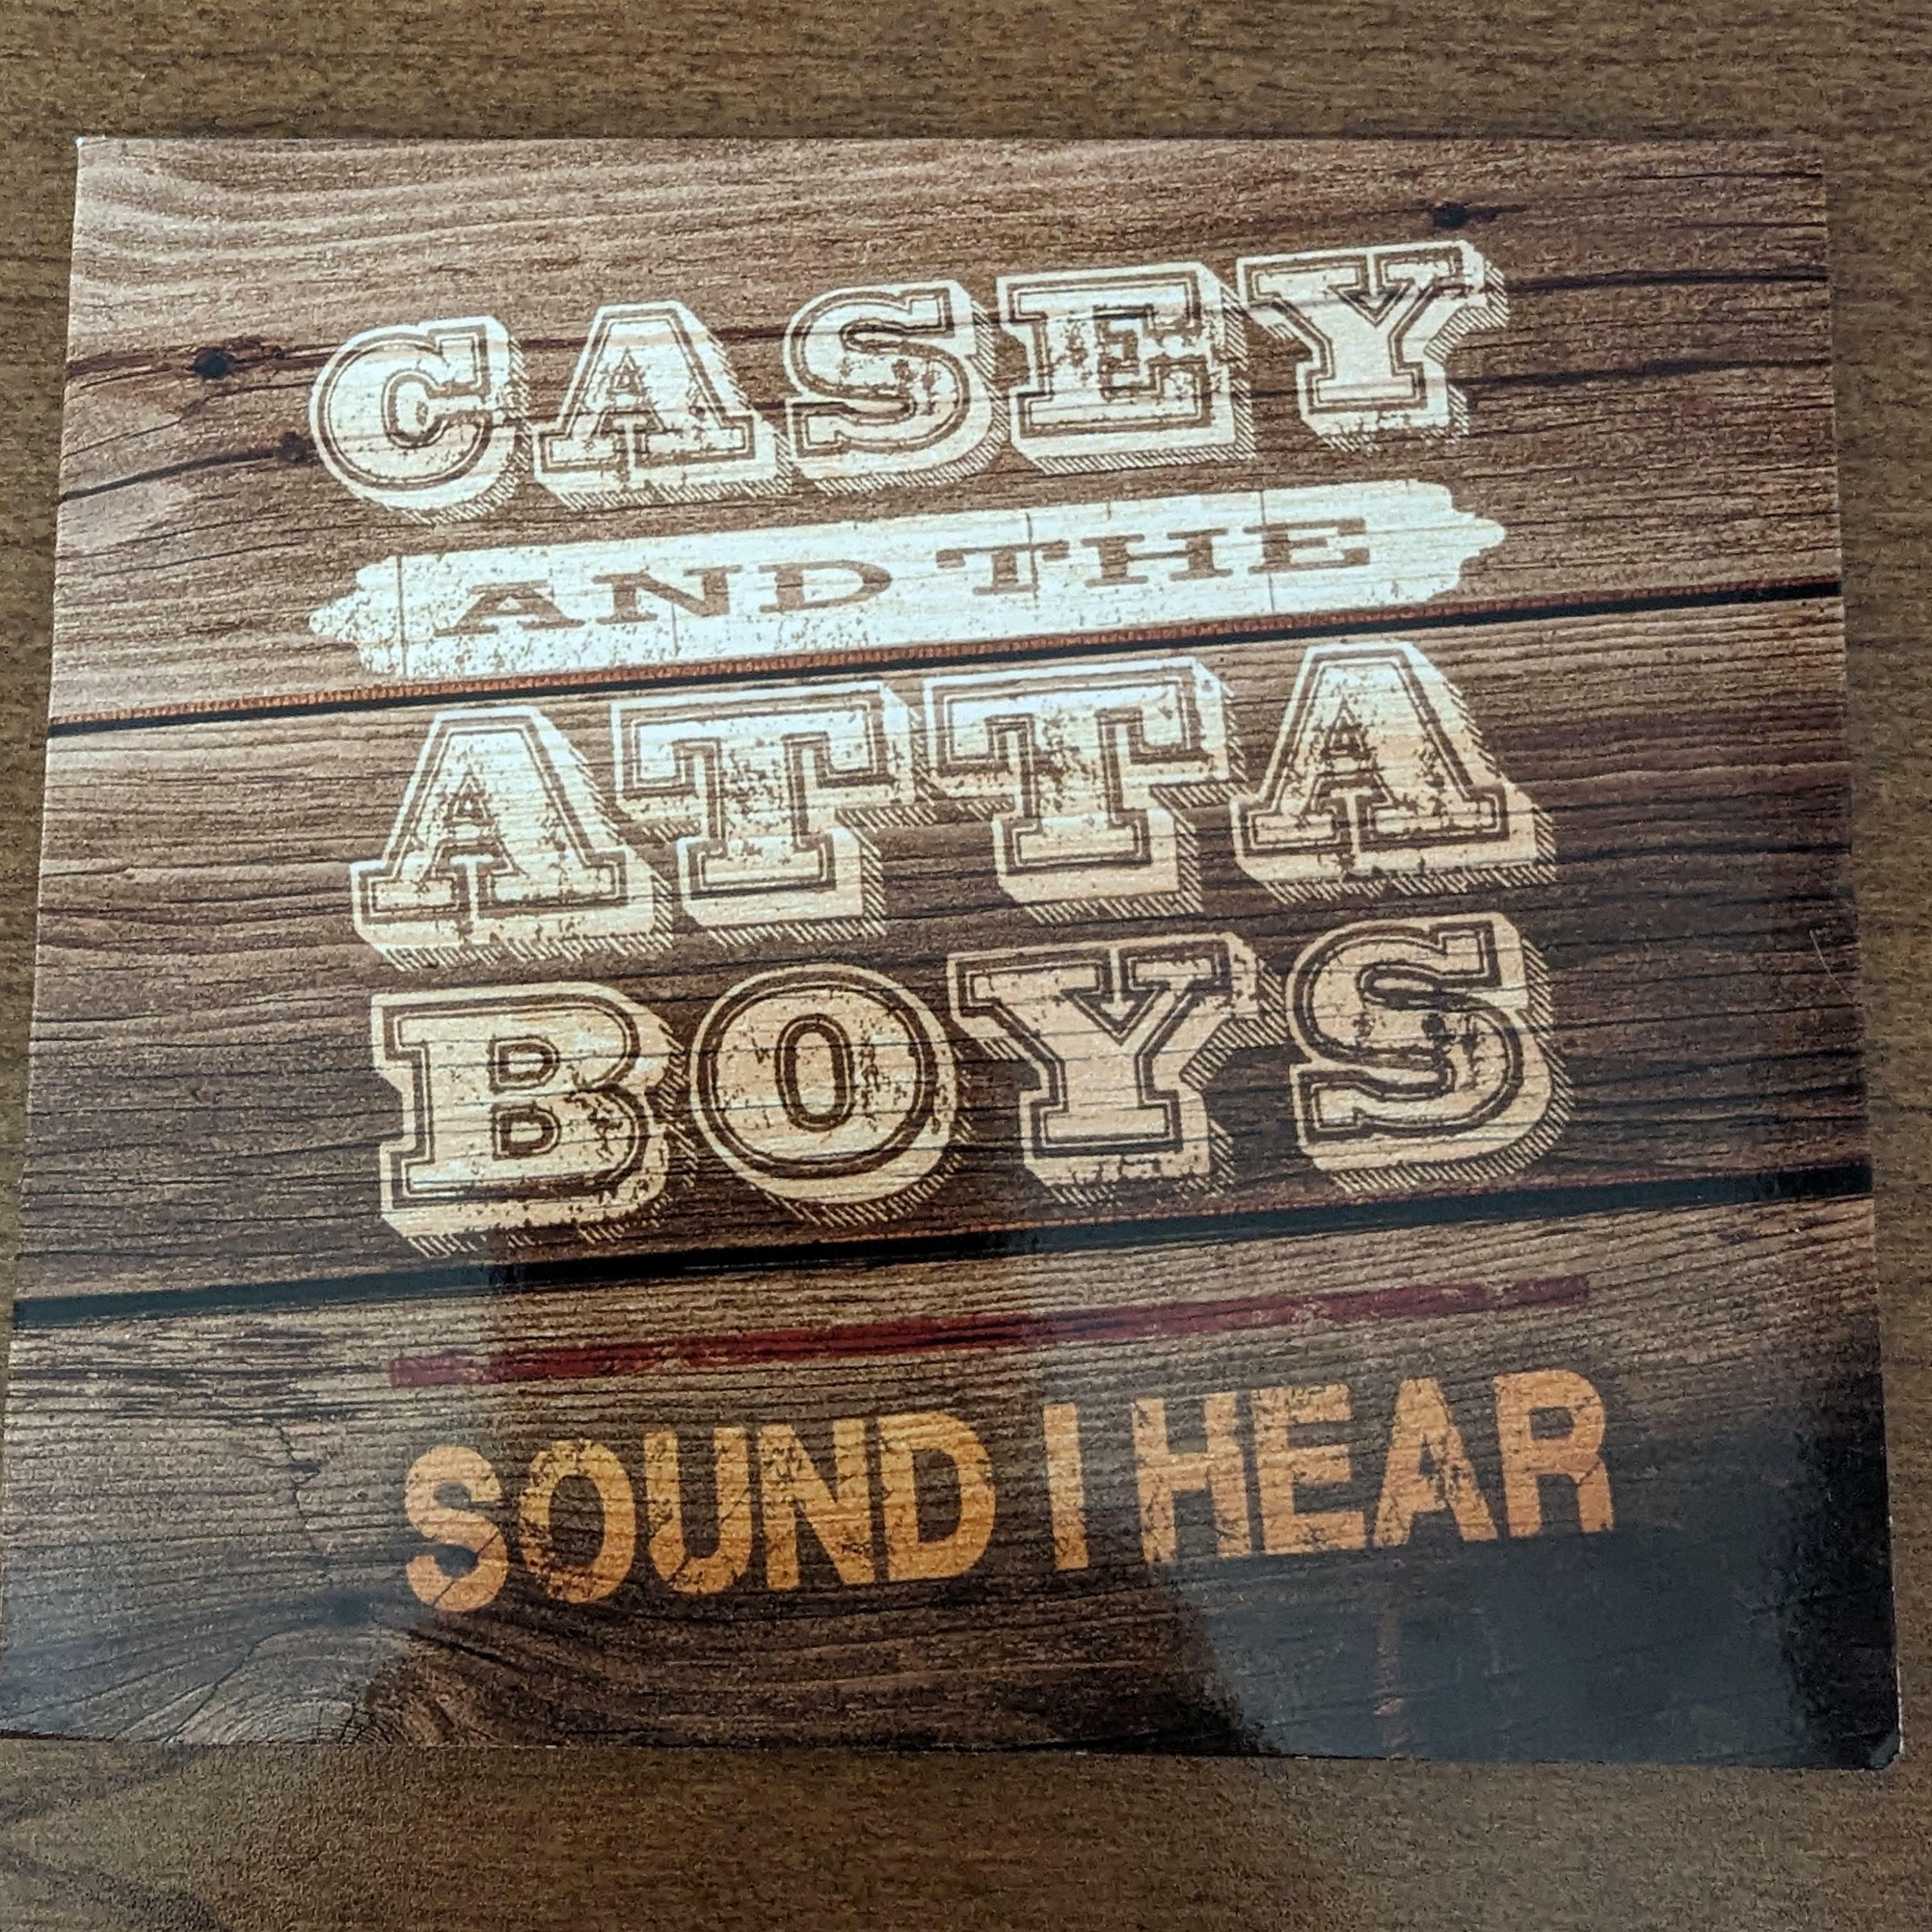 CASEY
AND THE
ATTA
BOYS
SOUND I HEAR